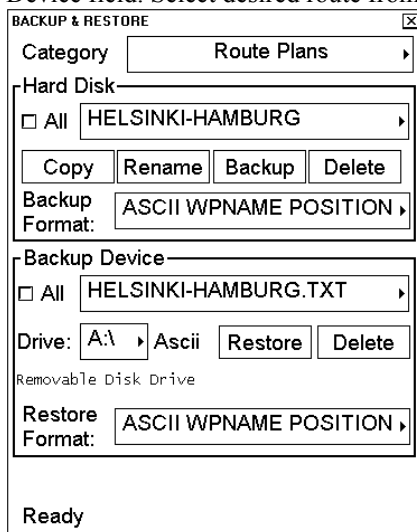 Device field. Select desired route from
BACKUP & RESTORE
Category Route Plans
Hard Disk
All HELSINKI-HAMBURG
Copy Rename Backup Delete
Backup Format: ASCII WPNAME POSITION
Backup Device
All HELSINKI-HAMBURG.TXT
Drive: A:\ Ascii Restore Delete
Removable Disk Drive
Restore Format: ASCII WPNAME POSITION
Ready